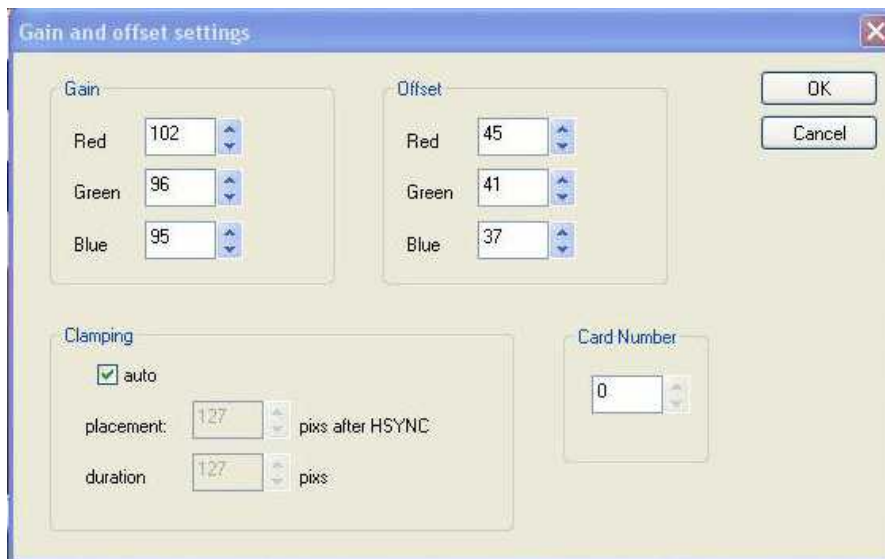 Gain and offset settings
Gain
Red 102
Green 96
Blue 95
Offset
Red 45
Green 41
Blue 37
OK
Cancel
Clamping
auto
placement: 127 pixs after HSYNC
duration 127 pixs
Card Number
0